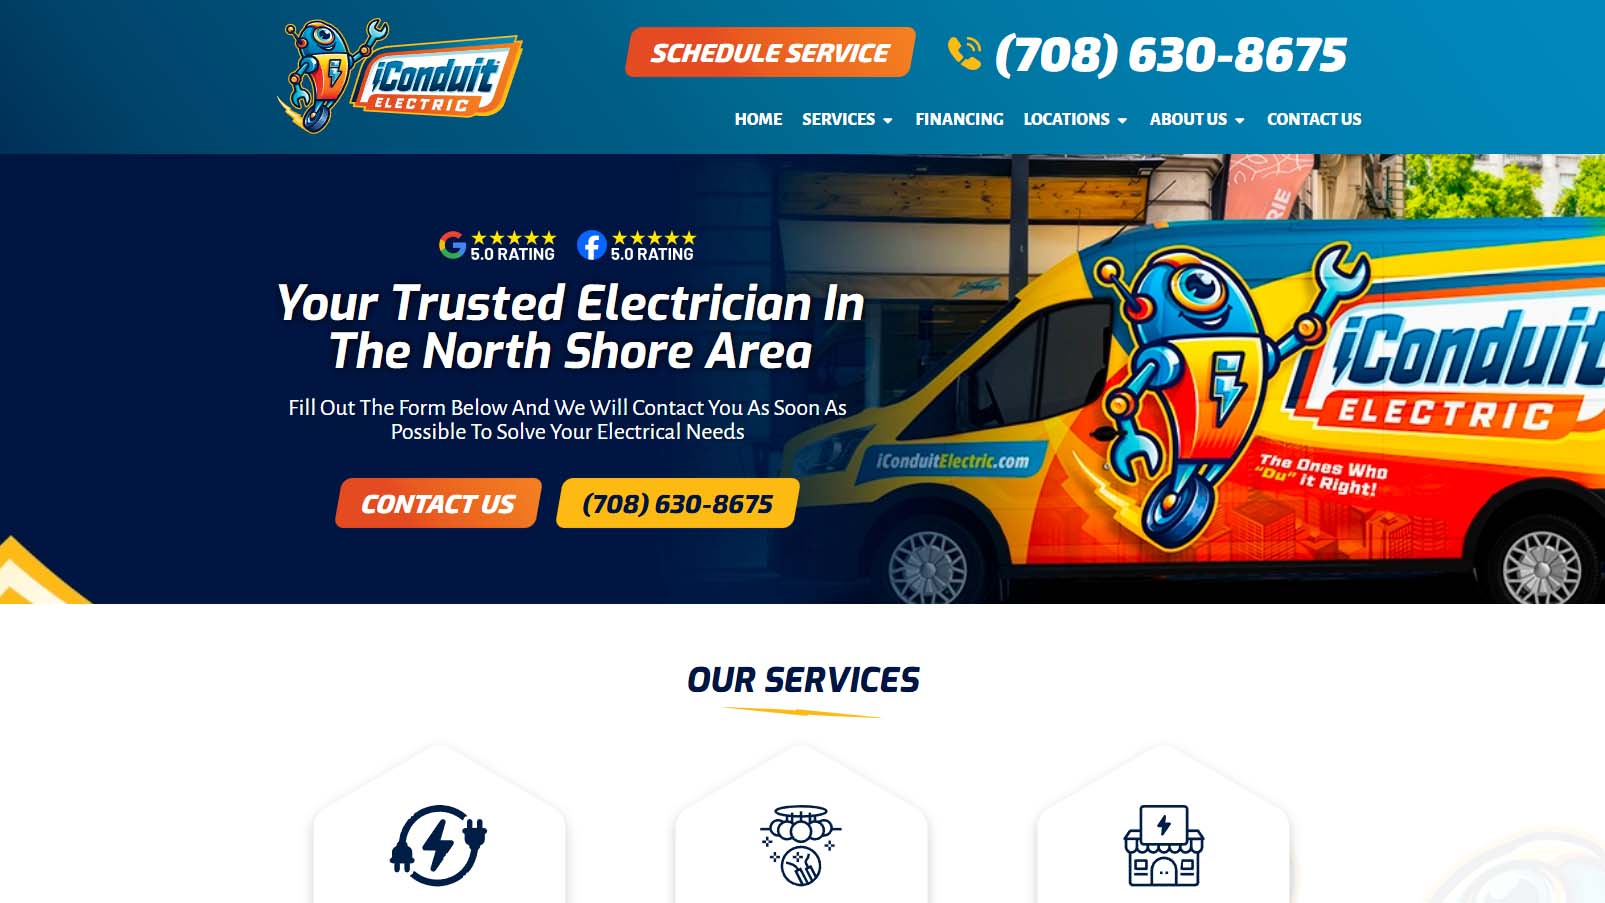 iConduit
ELECTRIC
SCHEDULE SERVICE
(708) 630-8675
HOME
SERVICES
FINANCING
LOCATIONS
ABOUT US
CONTACT US
5.0 RATING
5.0 RATING
Your Trusted Electrician In
The North Shore Area
Fill Out The Form Below And We Will Contact You As Soon As
Possible To Solve Your Electrical Needs
CONTACT US
(708) 630-8675
iConduit
ELECTRIC
iConduitElectric.com
The Ones Who
"Du" it Right!
OUR SERVICES